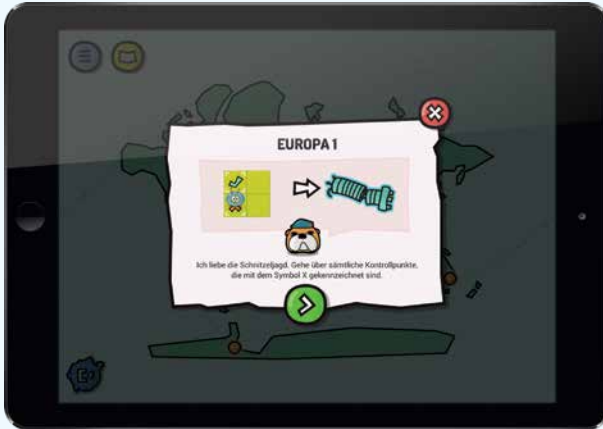 EUROPA 1
Ich liebe die Schnitzeljagd. Gehe über sämtliche Kontrollpunkte,
die mit dem Symbol X gekennzeichnet sind.